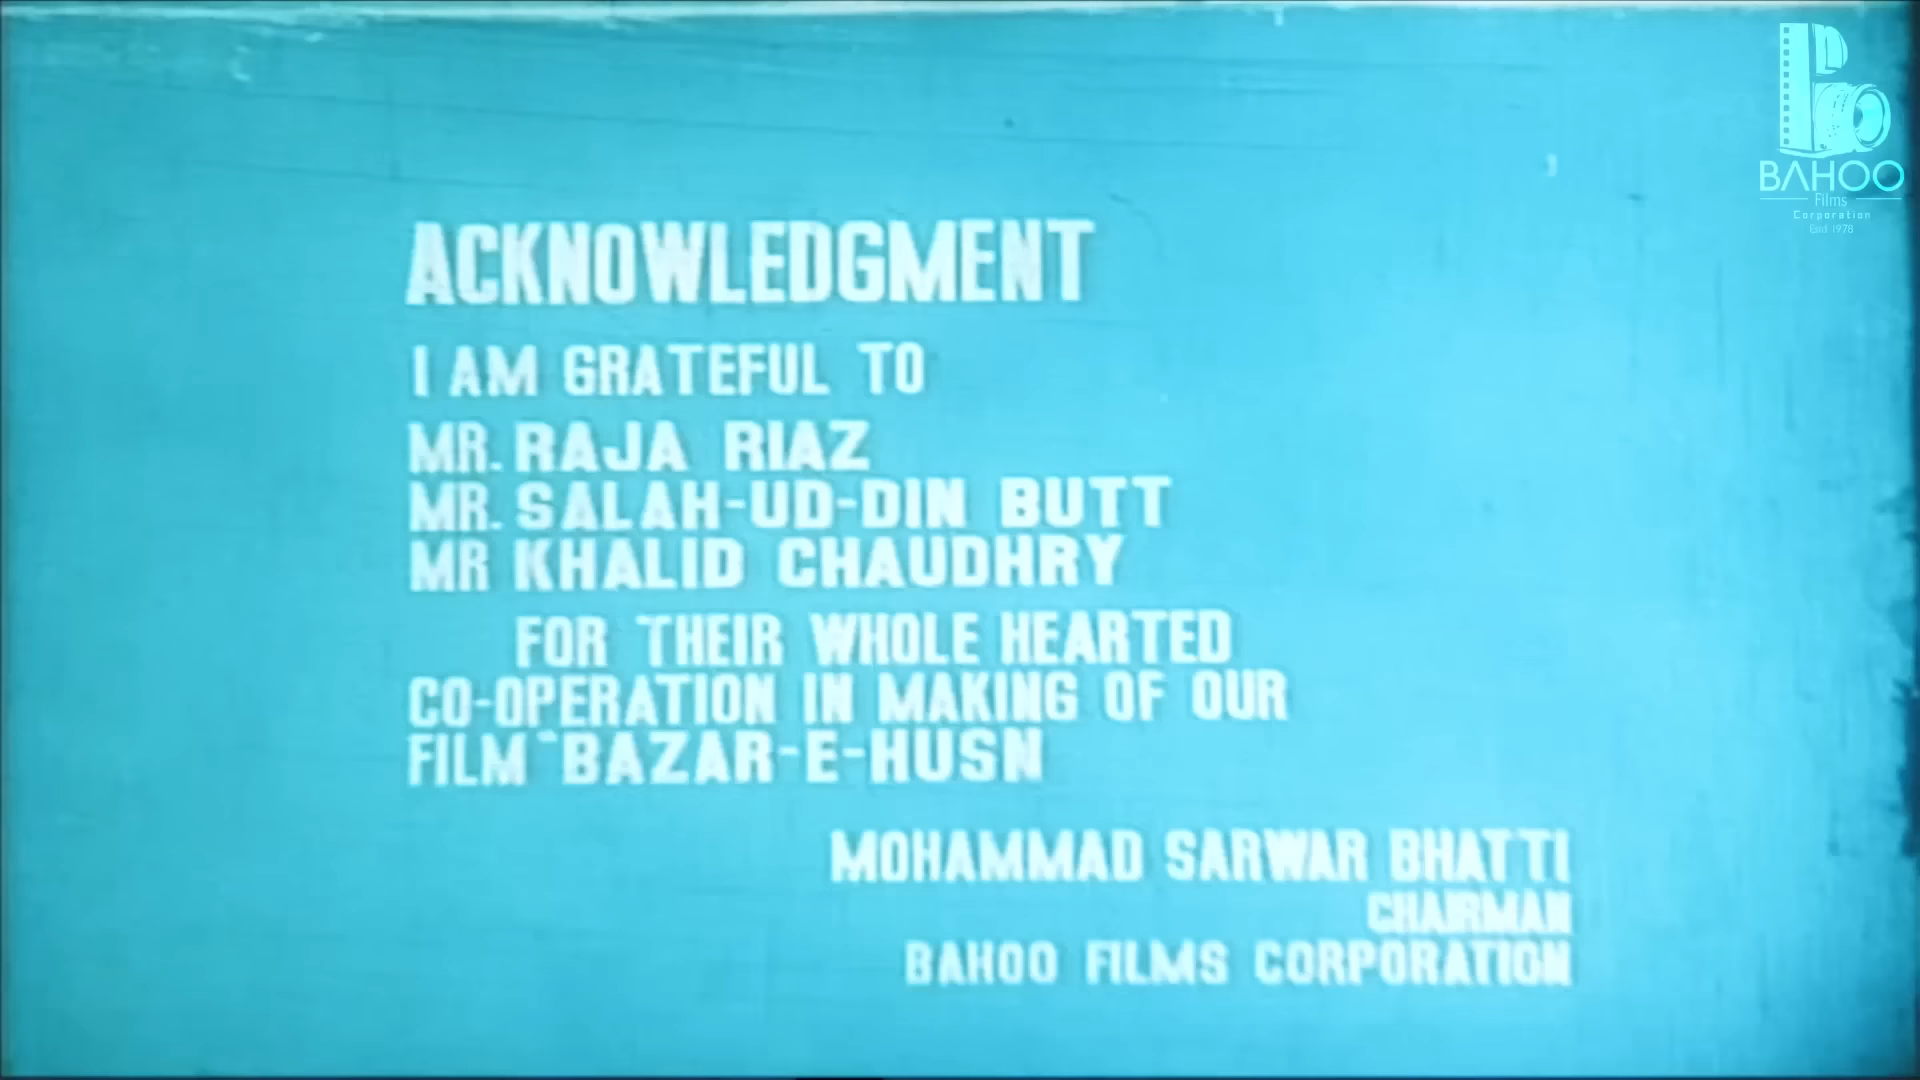 BAHOO
Films
Corporation
Estd 1978
ACKNOWLEDGMENT
I AM GRATEFUL TO
MR. RAJA RIAZ
MR. SALAH-UD-DIN BUTT
MR KHALID CHAUDHRY
FOR THEIR WHOLE HEARTED
CO-OPERATION IN MAKING OF OUR
FILM "BAZAR-E-HUSN
MOHAMMAD SARWAR BHATTI
CHAIRMAN
BAHOO FILMS CORPORATION